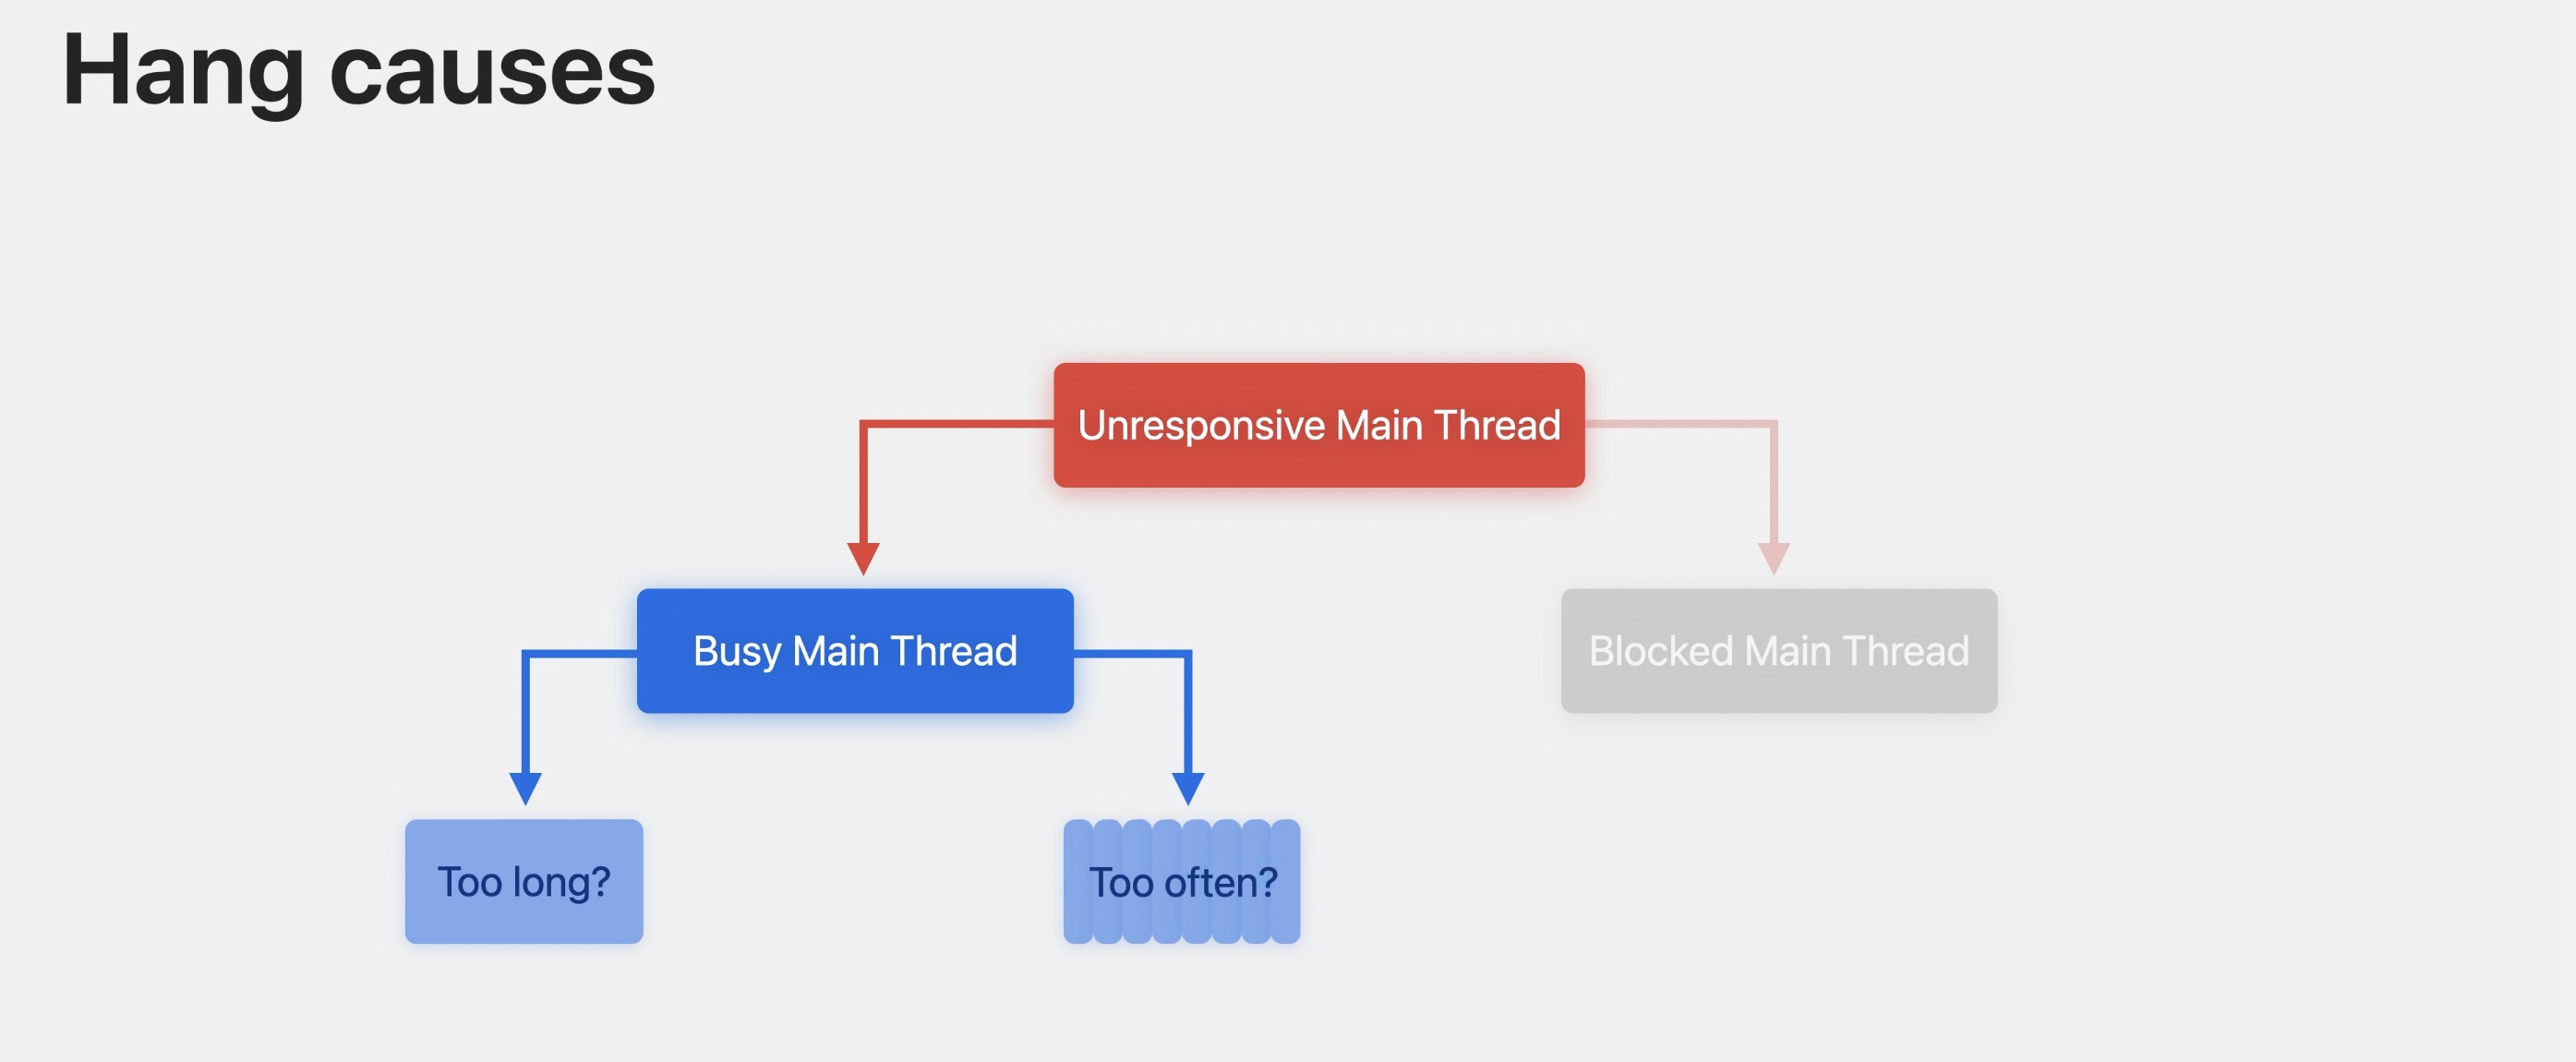 Hang causes
Unresponsive Main Thread
Busy Main Thread
Blocked Main Thread
Too long?
Too often?